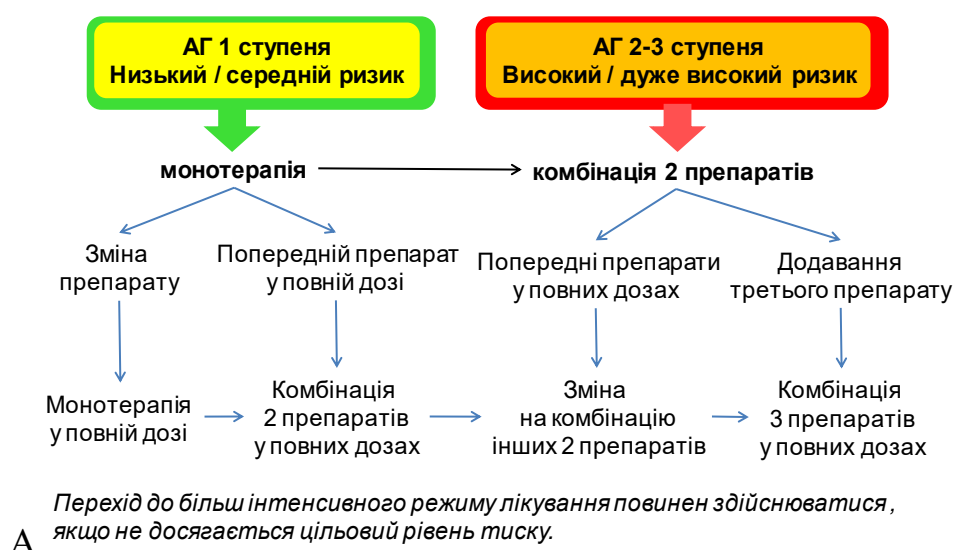 АГ 1 ступеня
Низький / середній ризик
АГ 2-3 ступеня
Високий / дуже високий ризик
монотерапія
комбінація 2 препаратів
Зміна
препарату
Попередній препарат
у повній дозі
Попередні препарати
у повних дозах
Додавання
третього препарату
Монотерапія
у повній дозі
Комбінація
2 препаратів
у повних дозах
Зміна
на комбінацію
інших 2 препаратів
Комбінація
3 препаратів
у повних дозах
Перехід до більш інтенсивного режиму лікування повинен здійснюватися,
якщо не досягається цільовий рівень тиску.
А